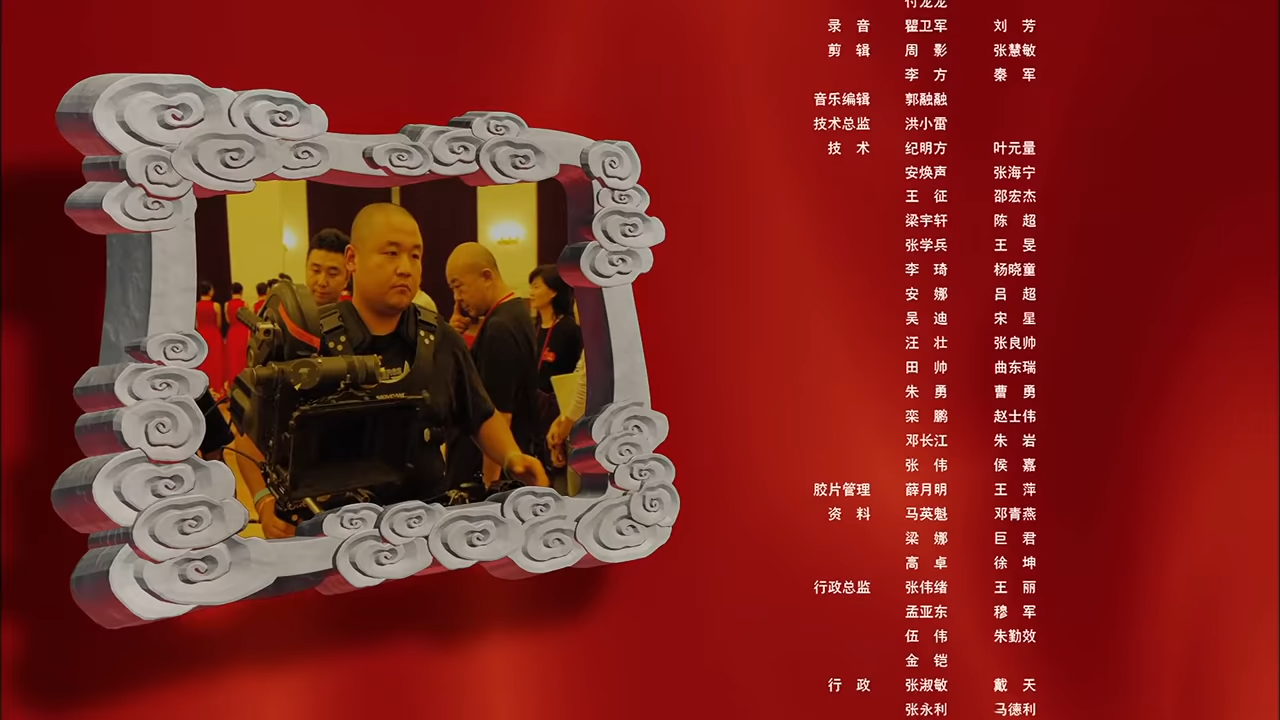 付龙龙
录 音 瞿卫军 刘 芳
剪 辑 周 影 张慧敏
李 方 秦 军
音乐编辑 郭融融
技术总监 洪小雷
技 术 纪明方 叶元量
安焕声 张海宁
王 征 邵宏杰
梁宇轩 陈 超
张学兵 王 旻
李 琦 杨晓童
安 娜 吕 超
吴 迪 宋 星
汪 壮 张良帅
田 帅 曲东瑞
朱 勇 曹 勇
栾 鹏 赵士伟
邓长江 朱 岩
张 伟 侯 嘉
胶片管理 薛月明 王 萍
资 料 马英魁 邓青燕
梁 娜 巨 君
高 卓 徐 坤
行政总监 张伟绪 王 丽
孟亚东 穆 军
伍 伟 朱勤效
金 铠
行 政 张淑敏 戴 天
张永利 马德利